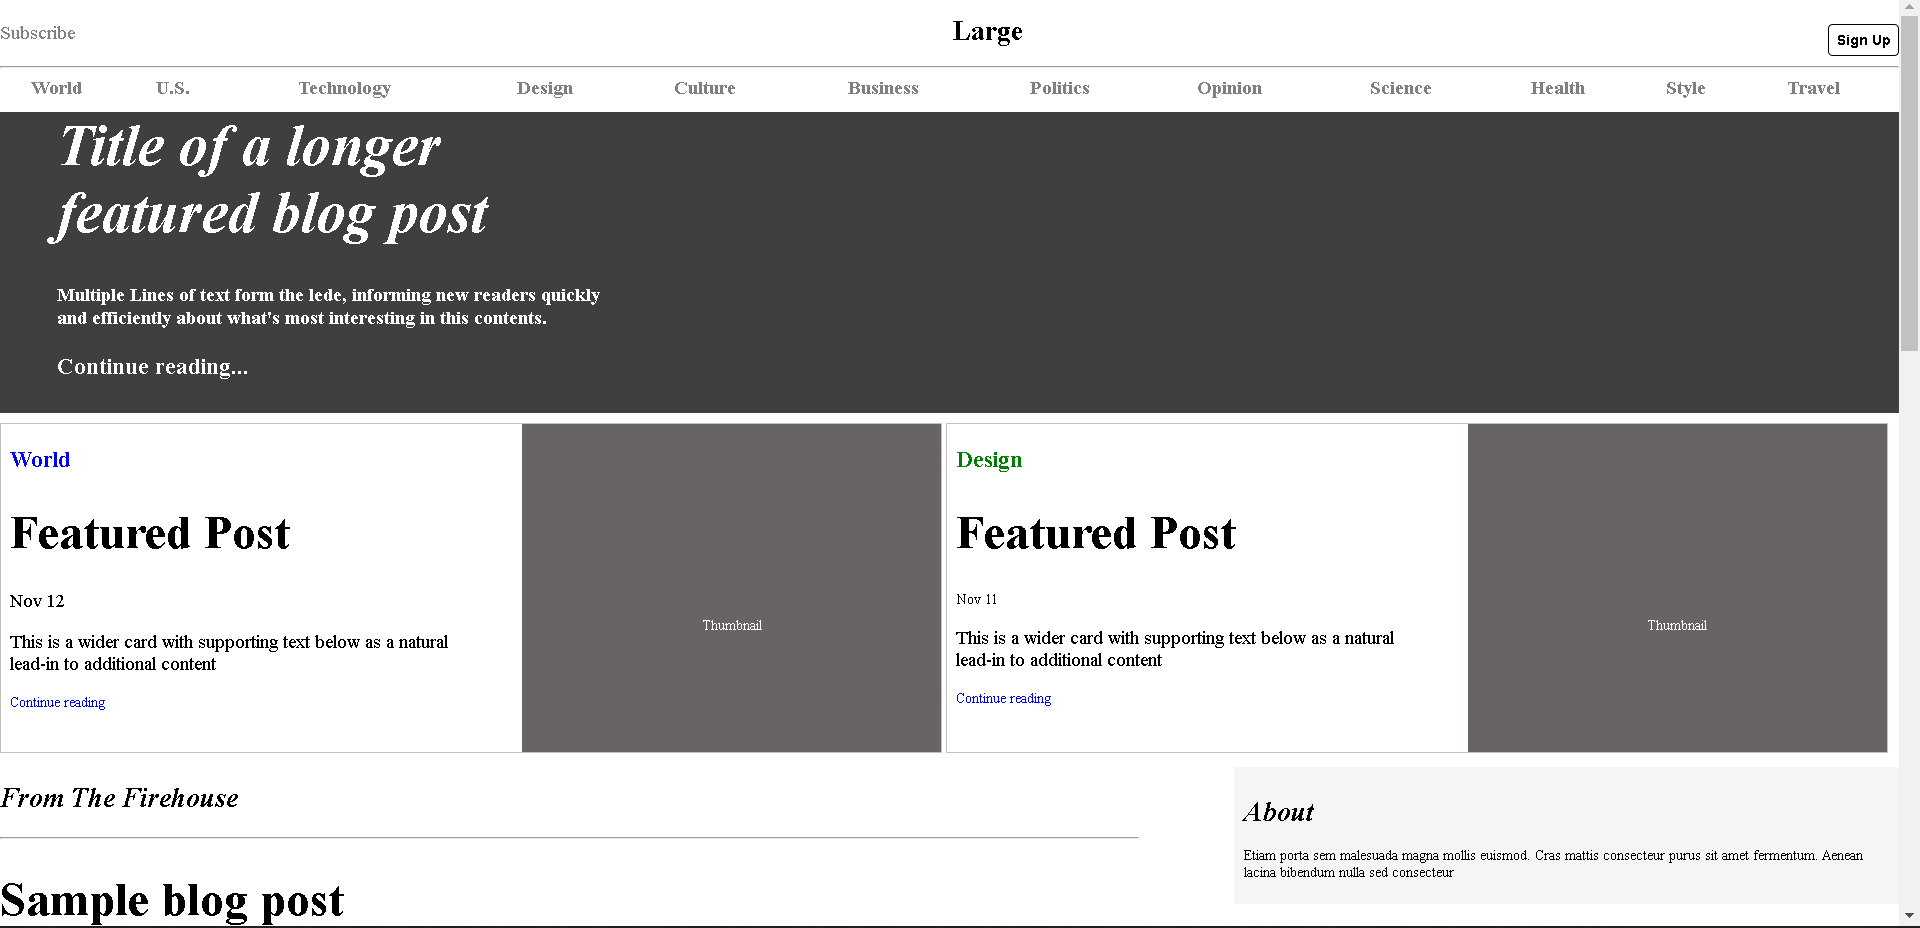 Subscribe
Large
Sign Up
World U.S. Technology Design Culture Business Politics Opinion Science Health Style Travel
Title of a longer
featured blog post
Multiple Lines of text form the lede, informing new readers quickly
and efficiently about what's most interesting in this contents.
Continue reading...
World
Featured Post
Nov 12
This is a wider card with supporting text below as a natural
lead-in to additional content
Continue reading
Thumbnail
Design
Featured Post
Nov 11
This is a wider card with supporting text below as a natural
lead-in to additional content
Continue reading
Thumbnail
From The Firehouse
Sample blog post
About
Etiam porta sem malesuada magna mollis euismod. Cras mattis consecteur purus sit amet fermentum. Aenean
lacina bibendum nulla sed consecteur